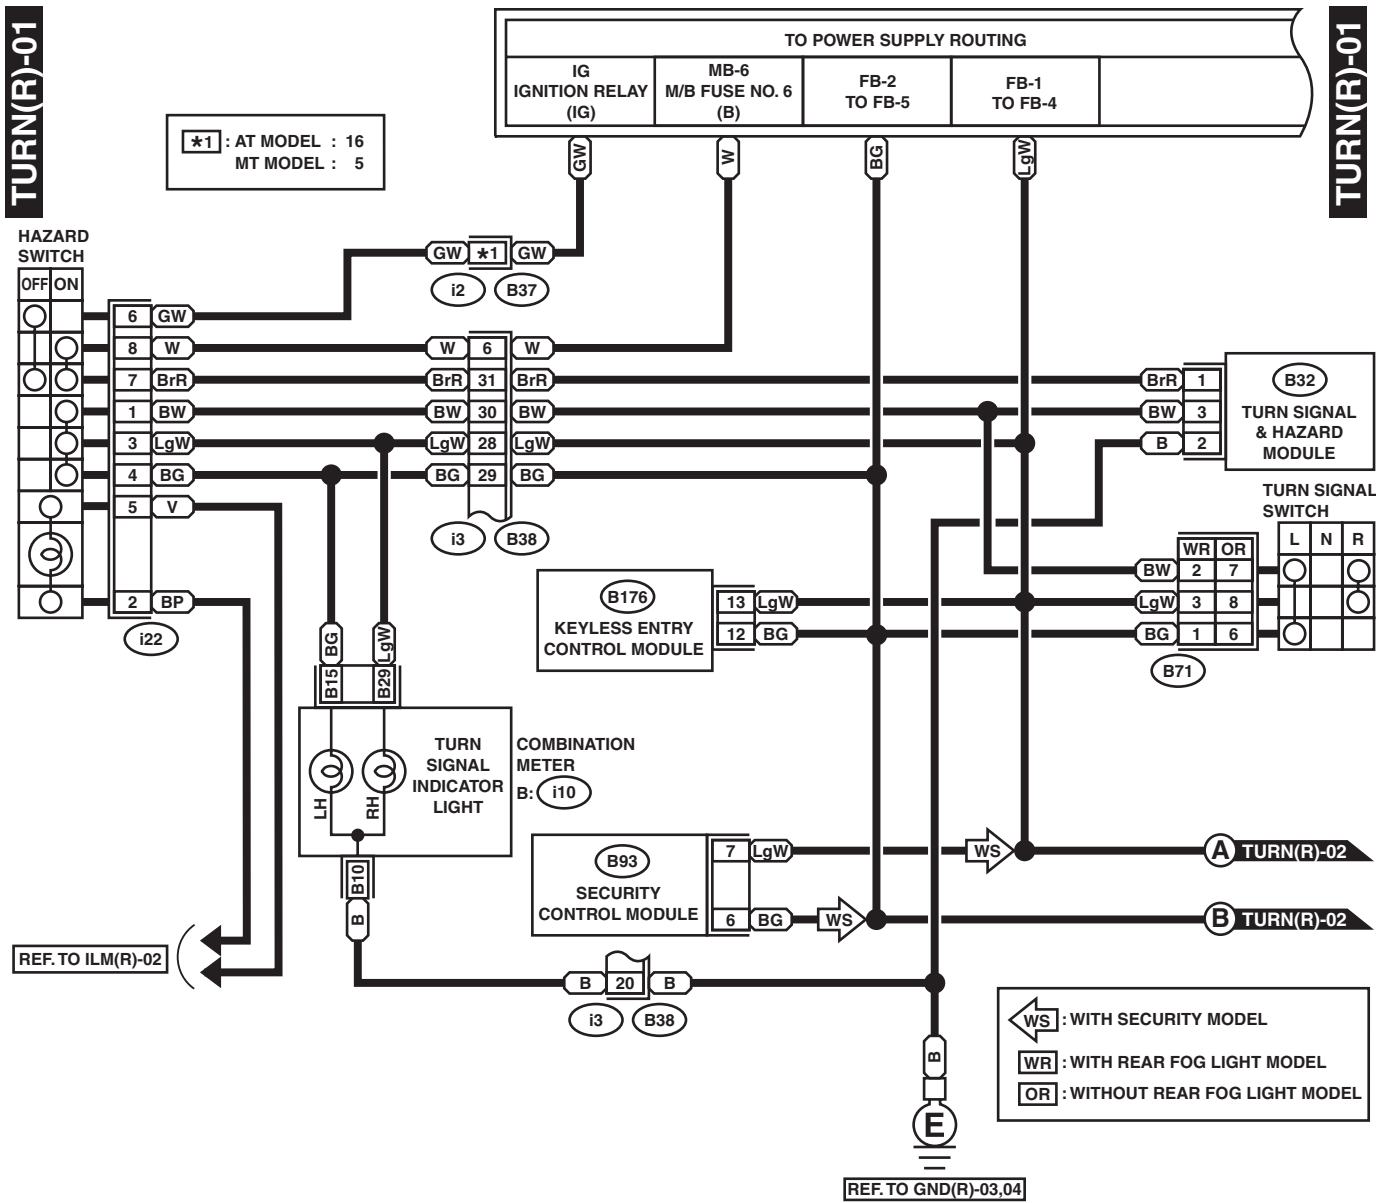 TURN(R)-01
TURN(R)-01
TO POWER SUPPLY ROUTING
IG
IGNITION RELAY
(IG)
MB-6
M/B FUSE NO. 6
(B)
FB-2
TO FB-5
FB-1
TO FB-4
GW
W
BG
LgW
*1 : AT MODEL : 16
MT MODEL : 5
HAZARD
SWITCH
OFF ON
GW *1 GW
i2 B37
6 GW
8 W
W 6 W
7 BrR
BrR 31 BrR
BrR 1
1 BW
BW 30 BW
BW 3
3 LgW
LgW 28 LgW
B 2
4 BG
BG 29 BG
5 V
2 BP
i22
i3 B38
B32
TURN SIGNAL
& HAZARD
MODULE
TURN SIGNAL
SWITCH
L N R
WR OR
BW 2 7
LgW 3 8
BG 1 6
B71
B176
KEYLESS ENTRY
CONTROL MODULE
13 LgW
12 BG
BG
LgW
B15
B29
LH
RH
TURN
SIGNAL
INDICATOR
LIGHT
COMBINATION
METER
B: i10
B10
B
B93
SECURITY
CONTROL MODULE
7 LgW
6 BG
WS
WS
A TURN(R)-02
B TURN(R)-02
REF. TO ILM(R)-02
B 20 B
i3 B38
B
E
REF. TO GND(R)-03,04
WS : WITH SECURITY MODEL
WR : WITH REAR FOG LIGHT MODEL
OR : WITHOUT REAR FOG LIGHT MODEL